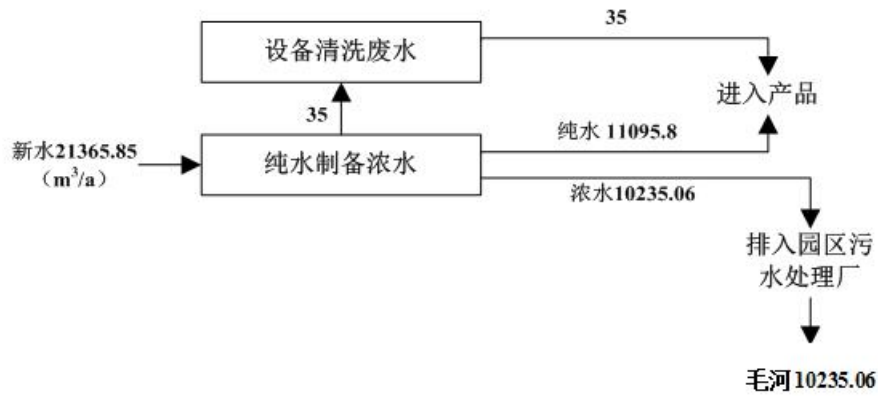 35
设备清洗废水
进入产品
35
纯水 11095.8
新水21365.85
（m³/a）
纯水制备浓水
浓水10235.06
排入园区污
水处理厂
毛河10235.06